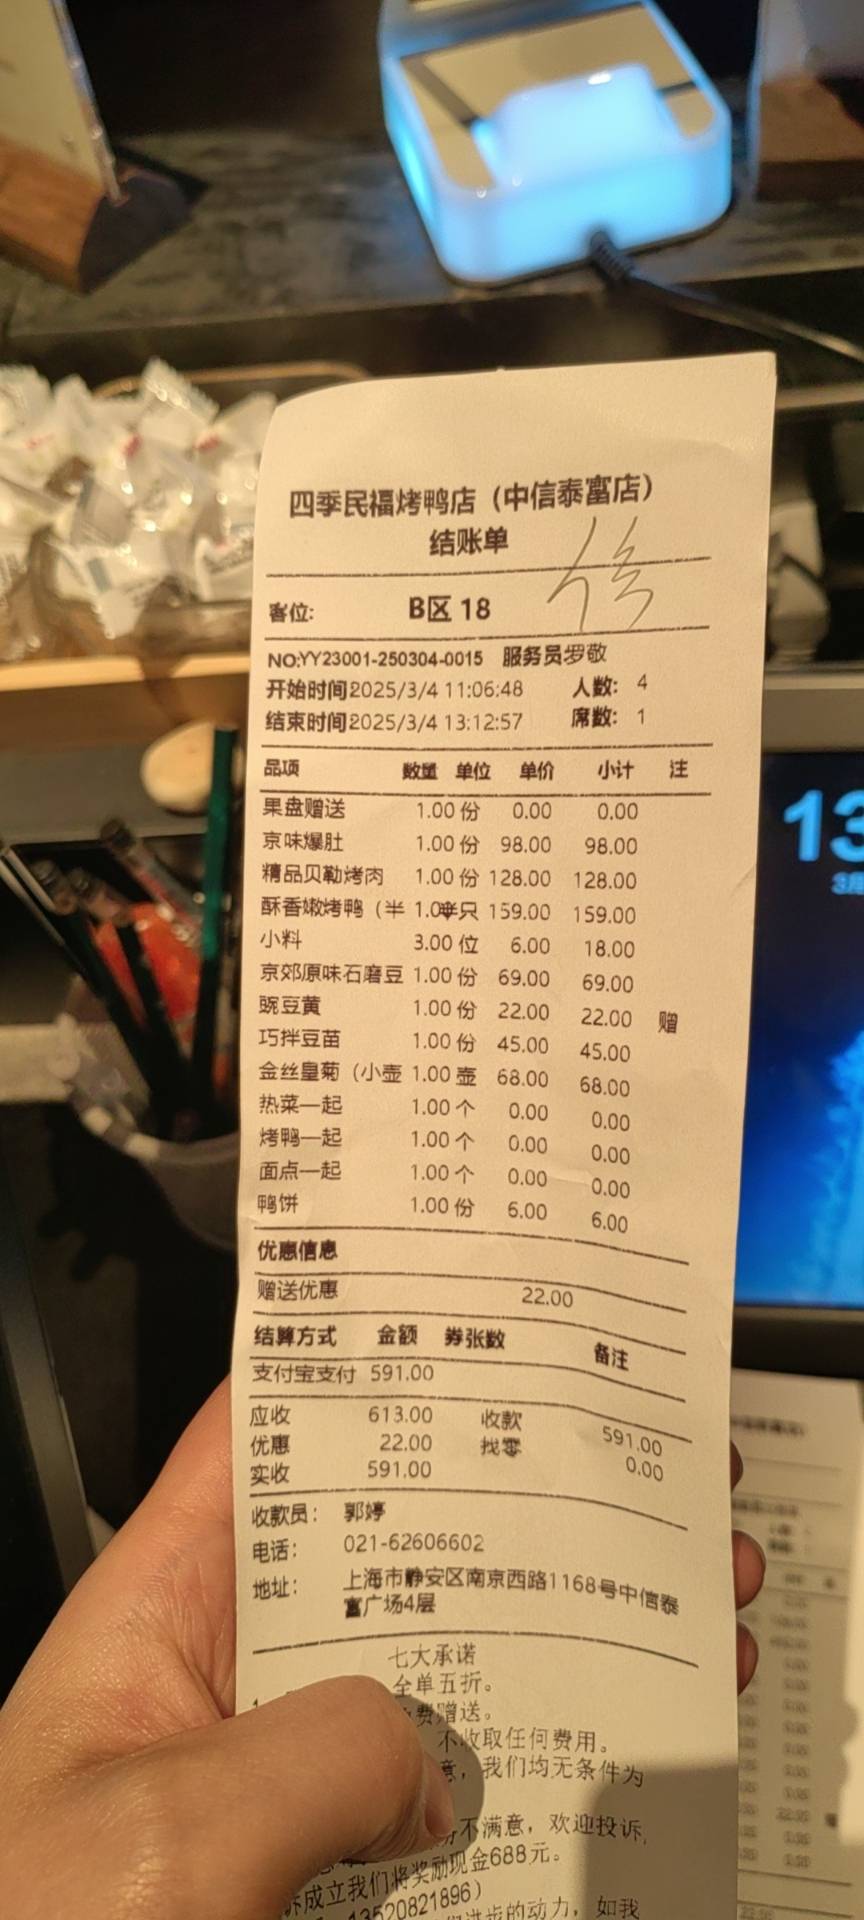 四季民福烤鸭店（中信泰富店）
结账单
客位: B区 18
NO:YY23001-250304-0015 服务员罗敬
开始时间2025/3/4 11:06:48 人数: 4
结束时间2025/3/4 13:12:57 席数: 1
品项 数量 单位 单价 小计 注
果盘赠送 1.00 份 0.00 0.00
京味爆肚 1.00 份 98.00 98.00
精品贝勒烤肉 1.00 份 128.00 128.00
酥香嫩烤鸭（半 1.0半只 159.00 159.00
小料 3.00 位 6.00 18.00
京郊原味石磨豆 1.00 份 69.00 69.00
豌豆黄 1.00 份 22.00 22.00 赠
巧拌豆苗 1.00 份 45.00 45.00
金丝皇菊（小壶 1.00 壶 68.00 68.00
热菜—起 1.00 个 0.00 0.00
烤鸭—起 1.00 个 0.00 0.00
面点—起 1.00 个 0.00 0.00
鸭饼 1.00 份 6.00 6.00
优惠信息
赠送优惠 22.00
结算方式 金额 券张数 备注
支付宝支付 591.00
应收 613.00 收款 591.00
优惠 22.00 找零 0.00
实收 591.00
收款员: 郭婷
电话: 021-62606602
地址: 上海市静安区南京西路1168号中信泰
富广场4层
七大承诺
全单五折。
费赠送。
不收取任何费用。
意，我们均无条件为
不满意，欢迎投诉,
诉成立我们将奖励现金688元。
13520821896）
们进步的动力，如我
13